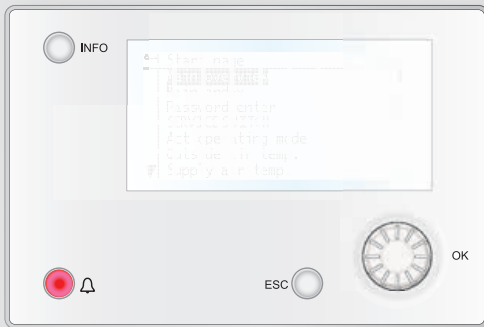 INFO
Start page
Password enter
Act operating mode
Outside air temp.
Supply air temp
ESC
OK